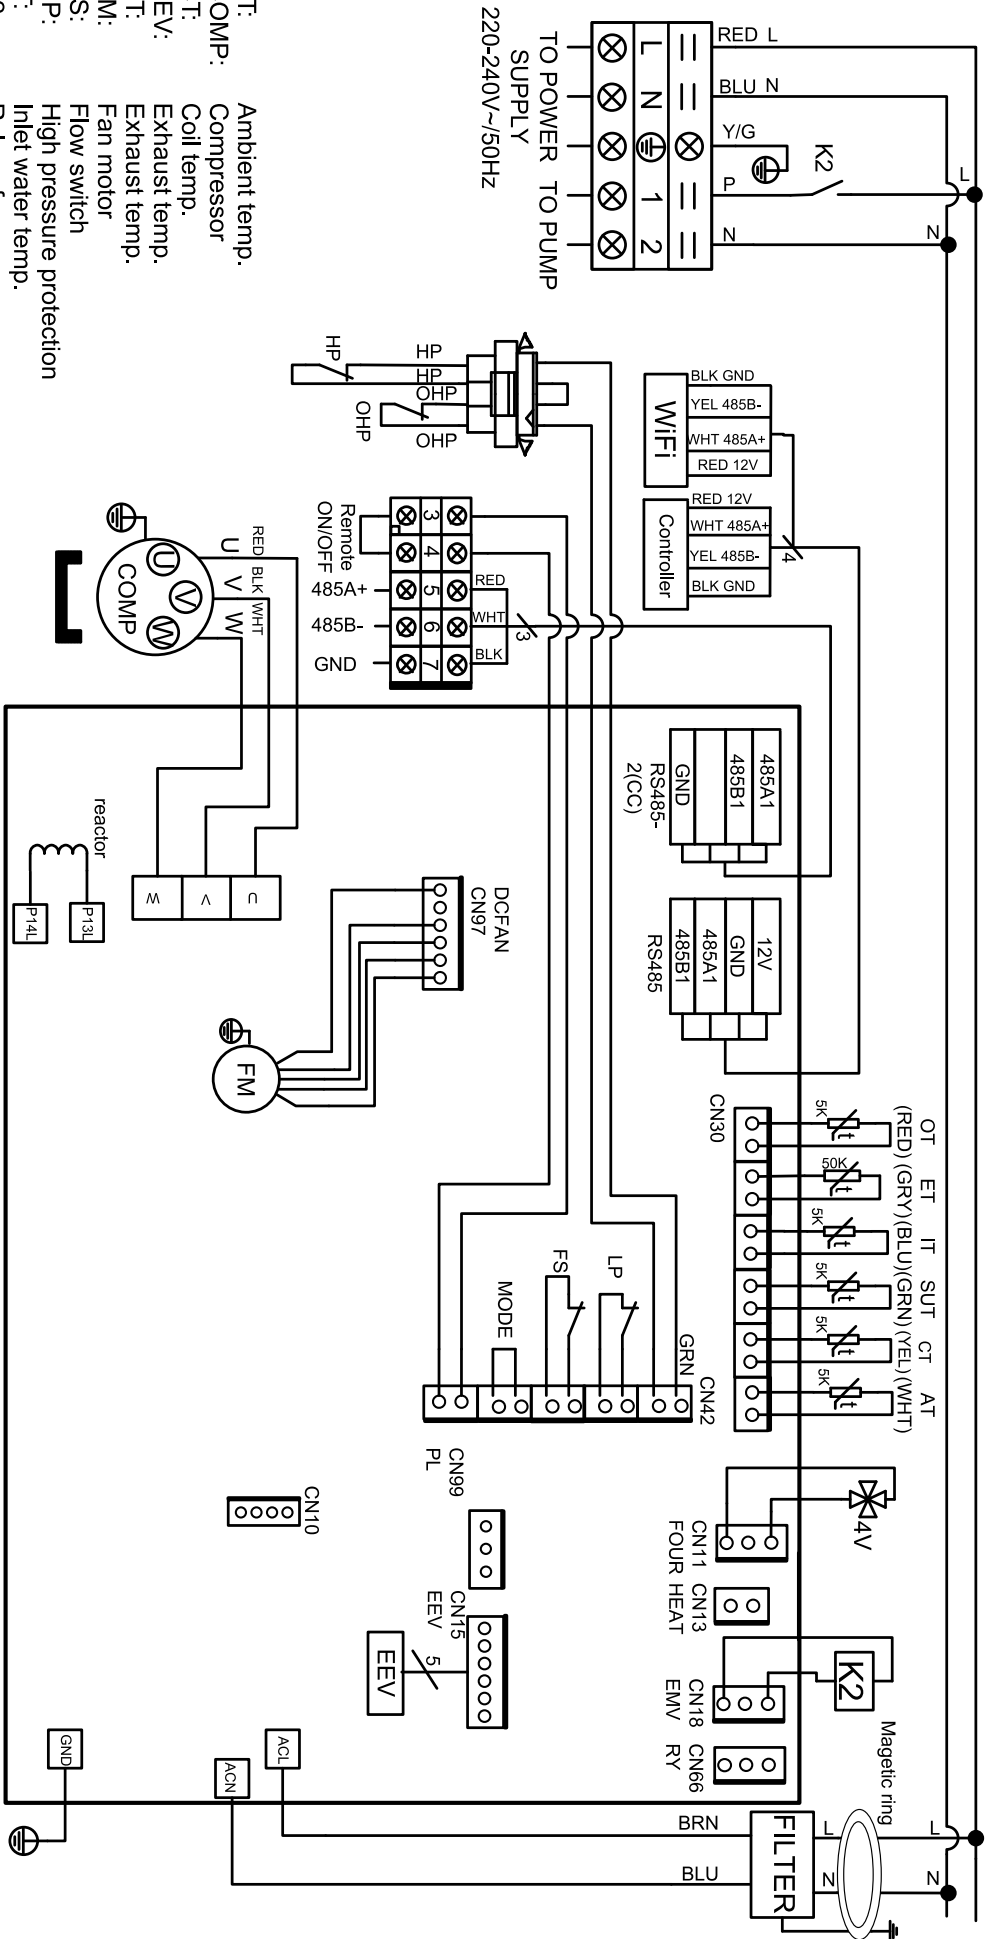 RED L
BLU N
Y/G
P
N
K2
L
N
L
N
1
2
TO POWER
SUPPLY
220-240V~/50Hz
TO PUMP
T:
OMP:
T:
EEV:
T:
M:
S:
P:
Ambient temp.
Compressor
Coil temp.
Exhaust temp.
Exhaust temp.
Fan motor
Flow switch
High pressure protection
Inlet water temp.
HP
HP
HP
OHP
OHP
OHP
WiFi
BLK GND
YEL 485B-
WHT 485A+
RED 12V
Controller
RED 12V
WHT 485A+
YEL 485B-
BLK GND
4
Remote
ON/OFF
485A+
485B-
GND
3
4
5
6
7
RED
WHT
BLK
3
COMP
U
V
W
U
V
W
RED
BLK
WHT
485A1
485B1
GND
RS485-
2(CC)
12V
GND
485A1
485B1
RS485
reactor
P14L
P13L
W
V
U
DCFAN
CN97
FM
CN30
5K
50K
5K
5K
5K
5K
t
t
t
t
t
t
OT
(RED)
ET
(GRY)
IT
(BLU)
SUT
(GRN)
CT
(YEL)
AT
(WHT)
LP
FS
MODE
GRN
CN42
CN99
PL
CN10
4V
CN11
FOUR
CN13
HEAT
K2
CN18
EMV
CN66
RY
CN15
EEV
EEV
5
Magetic ring
GND
ACN
ACL
BRN
BLU
FILTER
L
N
L
N